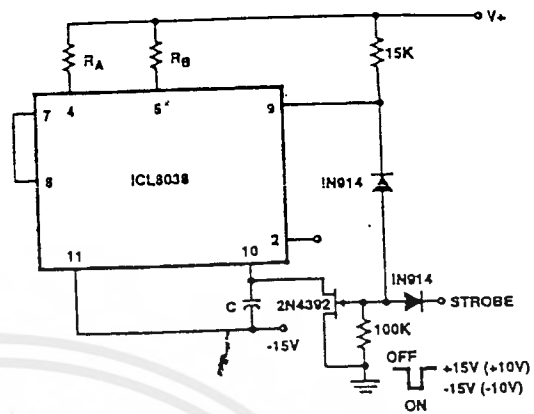 V+
RA
RB
15K
7
4
5
9
8
ICL8038
IN914
2
11
10
IN914
C
2N4392
STROBE
100K
-15V
OFF
+15V (+10V)
-15V (-10V)
ON